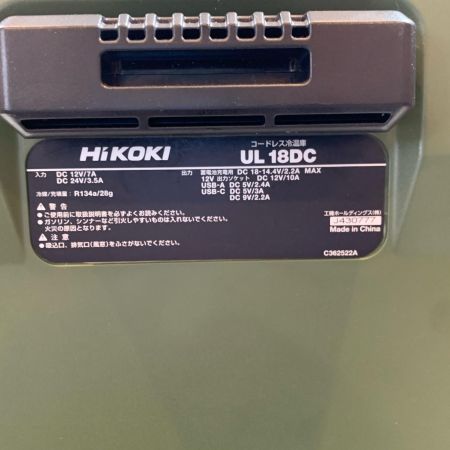 HiKOKI
コードレス冷温庫
UL 18DC
入力 DC 12V/7A
DC 24V/3.5A
出力 蓄電池充電用 DC 18-14.4V/2.2A MAX
12V 出力ソケット DC 12V/10A
USB-A DC 5V/2.4A
USB-C DC 5V/3A
DC 9V/2.2A
冷媒/充填量 : R134a/28g
⚠ 警告
●ご使用前に取扱説明書を必ずよくお読みください。
●ガソリン、シンナーなど引火しやすいもの入れないでください。
火災の原因となります。
⚠ 注意
●吸込口、排気口(風窓)をふさがないでください。
工機ホールディングス(株)
J430777
Made in China
C362522A